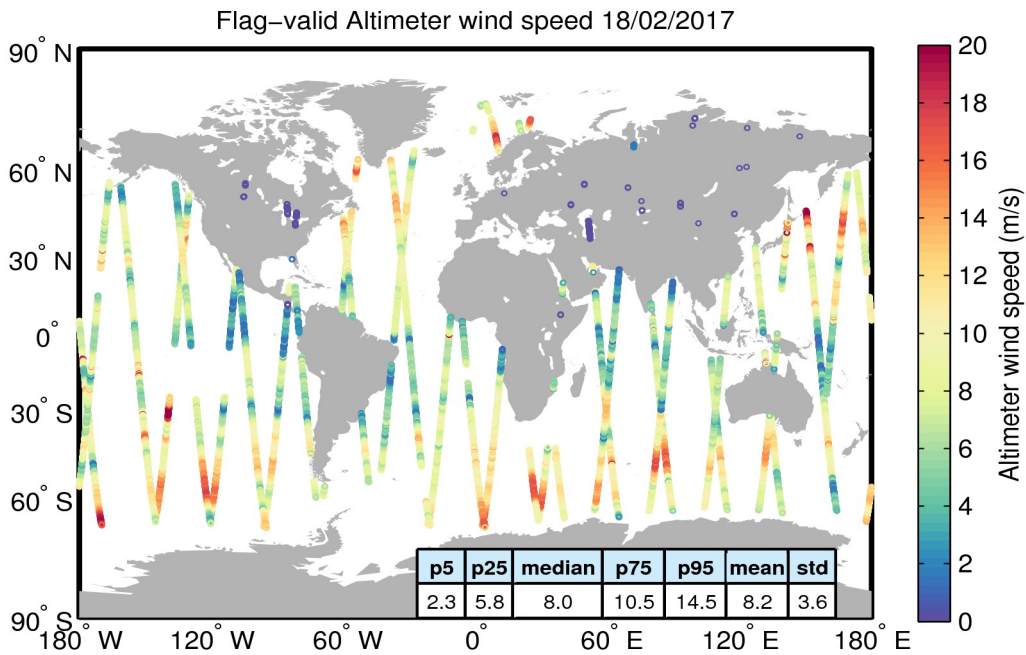 Flag−valid Altimeter wind speed 18/02/2017
90° N
60° N
30° N
0°
30° S
60° S
90° S
180° W
120° W
60° W
0°
60° E
120° E
180° E
p5 p25 median p75 p95 mean std
2.3 5.8 8.0 10.5 14.5 8.2 3.6
20
18
16
14
12
10
8
6
4
2
0
Altimeter wind speed (m/s)